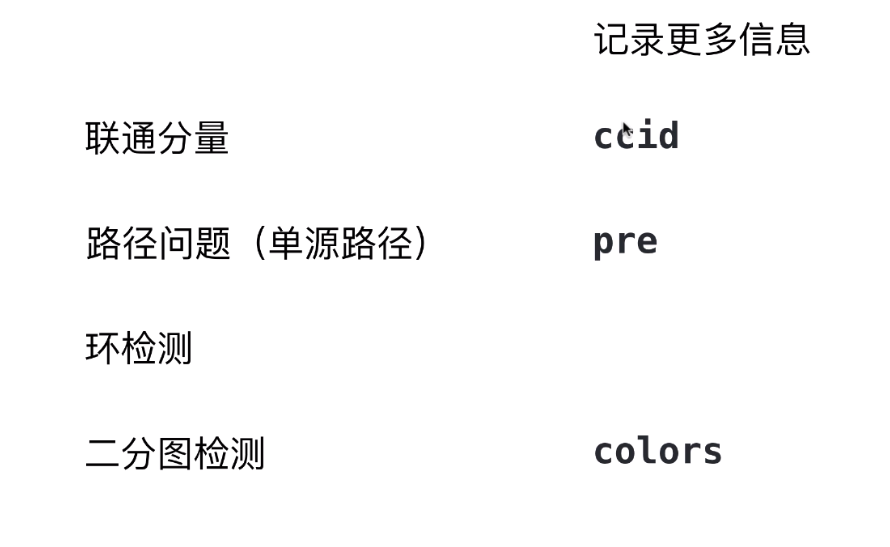 记录更多信息
联通分量 ccid
路径问题（单源路径） pre
环检测
二分图检测 colors